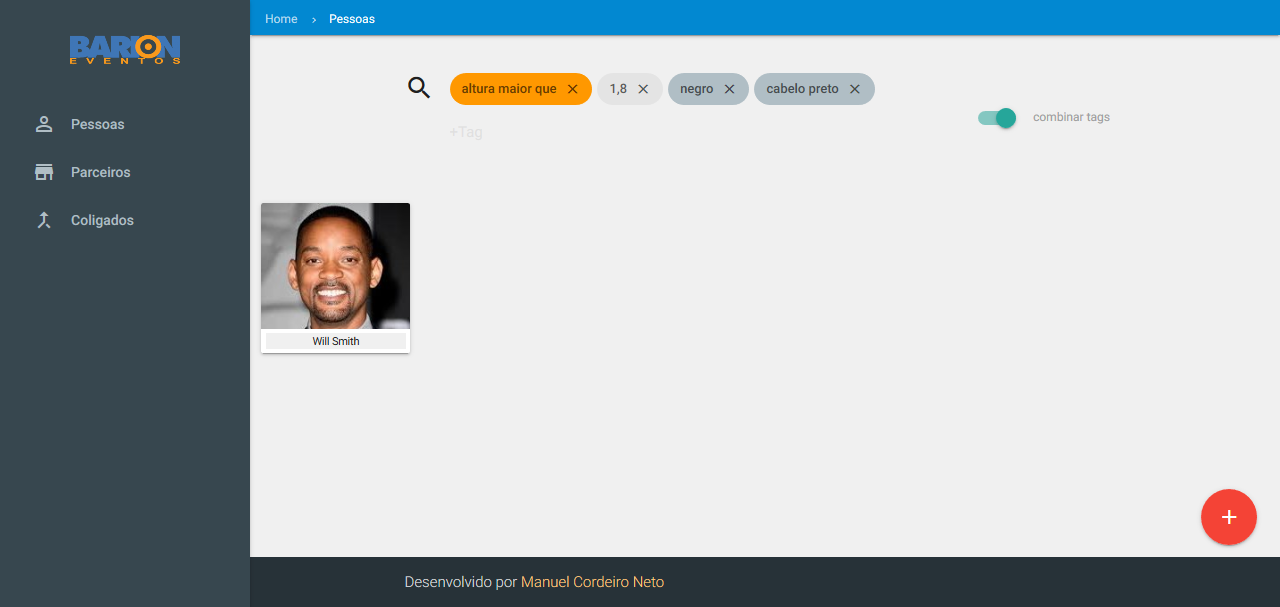 BARION
EVENTOS
Pessoas
Parceiros
Coligados
Home › Pessoas
altura maior que 1,8 negro cabelo preto
+Tag
combinar tags
Will Smith
Desenvolvido por Manuel Cordeiro Neto